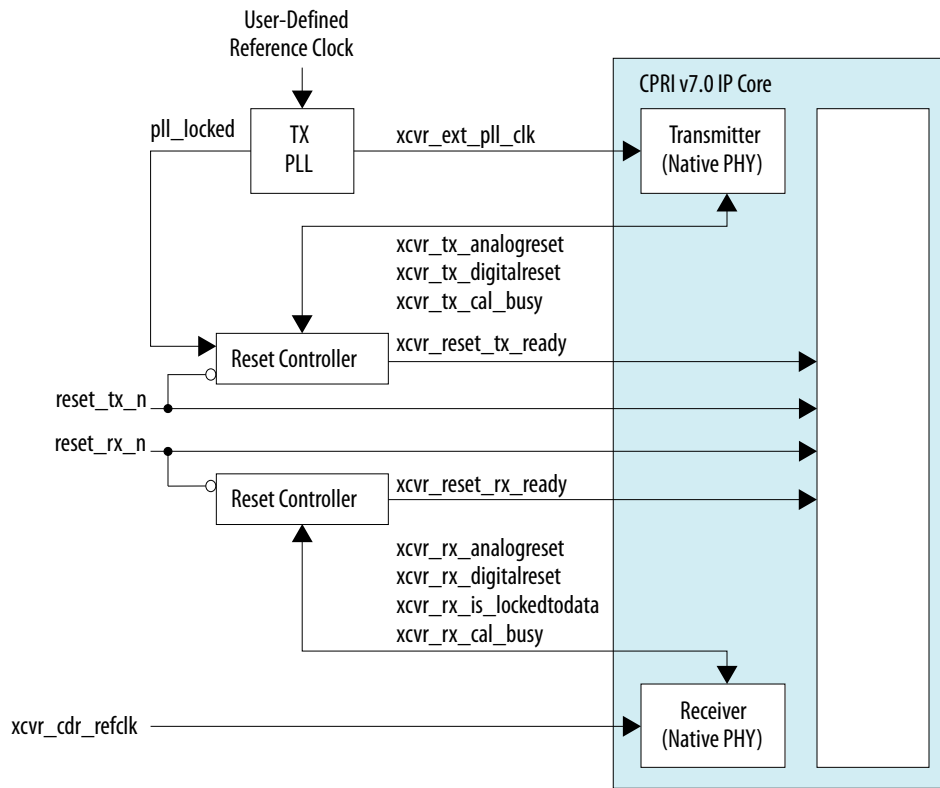 User-Defined
Reference Clock
CPRI v7.0 IP Core
pll_locked
TX
PLL
xcvr_ext_pll_clk
Transmitter
(Native PHY)
xcvr_tx_analogreset
xcvr_tx_digitalreset
xcvr_tx_cal_busy
Reset Controller
xcvr_reset_tx_ready
reset_tx_n
reset_rx_n
Reset Controller
xcvr_reset_rx_ready
xcvr_rx_analogreset
xcvr_rx_digitalreset
xcvr_rx_is_lockedtodata
xcvr_rx_cal_busy
xcvr_cdr_refclk
Receiver
(Native PHY)